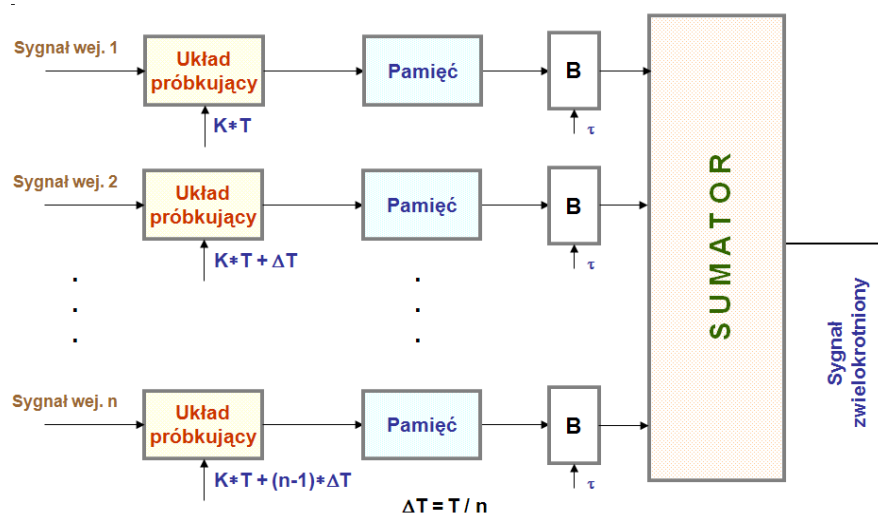 Sygnał wej. 1
Układ
próbkujący
Pamięć
B
K*T
τ
Sygnał wej. 2
Układ
próbkujący
Pamięć
B
K*T + ΔT
τ
Sygnał wej. n
Układ
próbkujący
Pamięć
B
K*T + (n-1)*ΔT
τ
ΔT = T / n
SUMATOR
Sygnał
zwielokrotniony